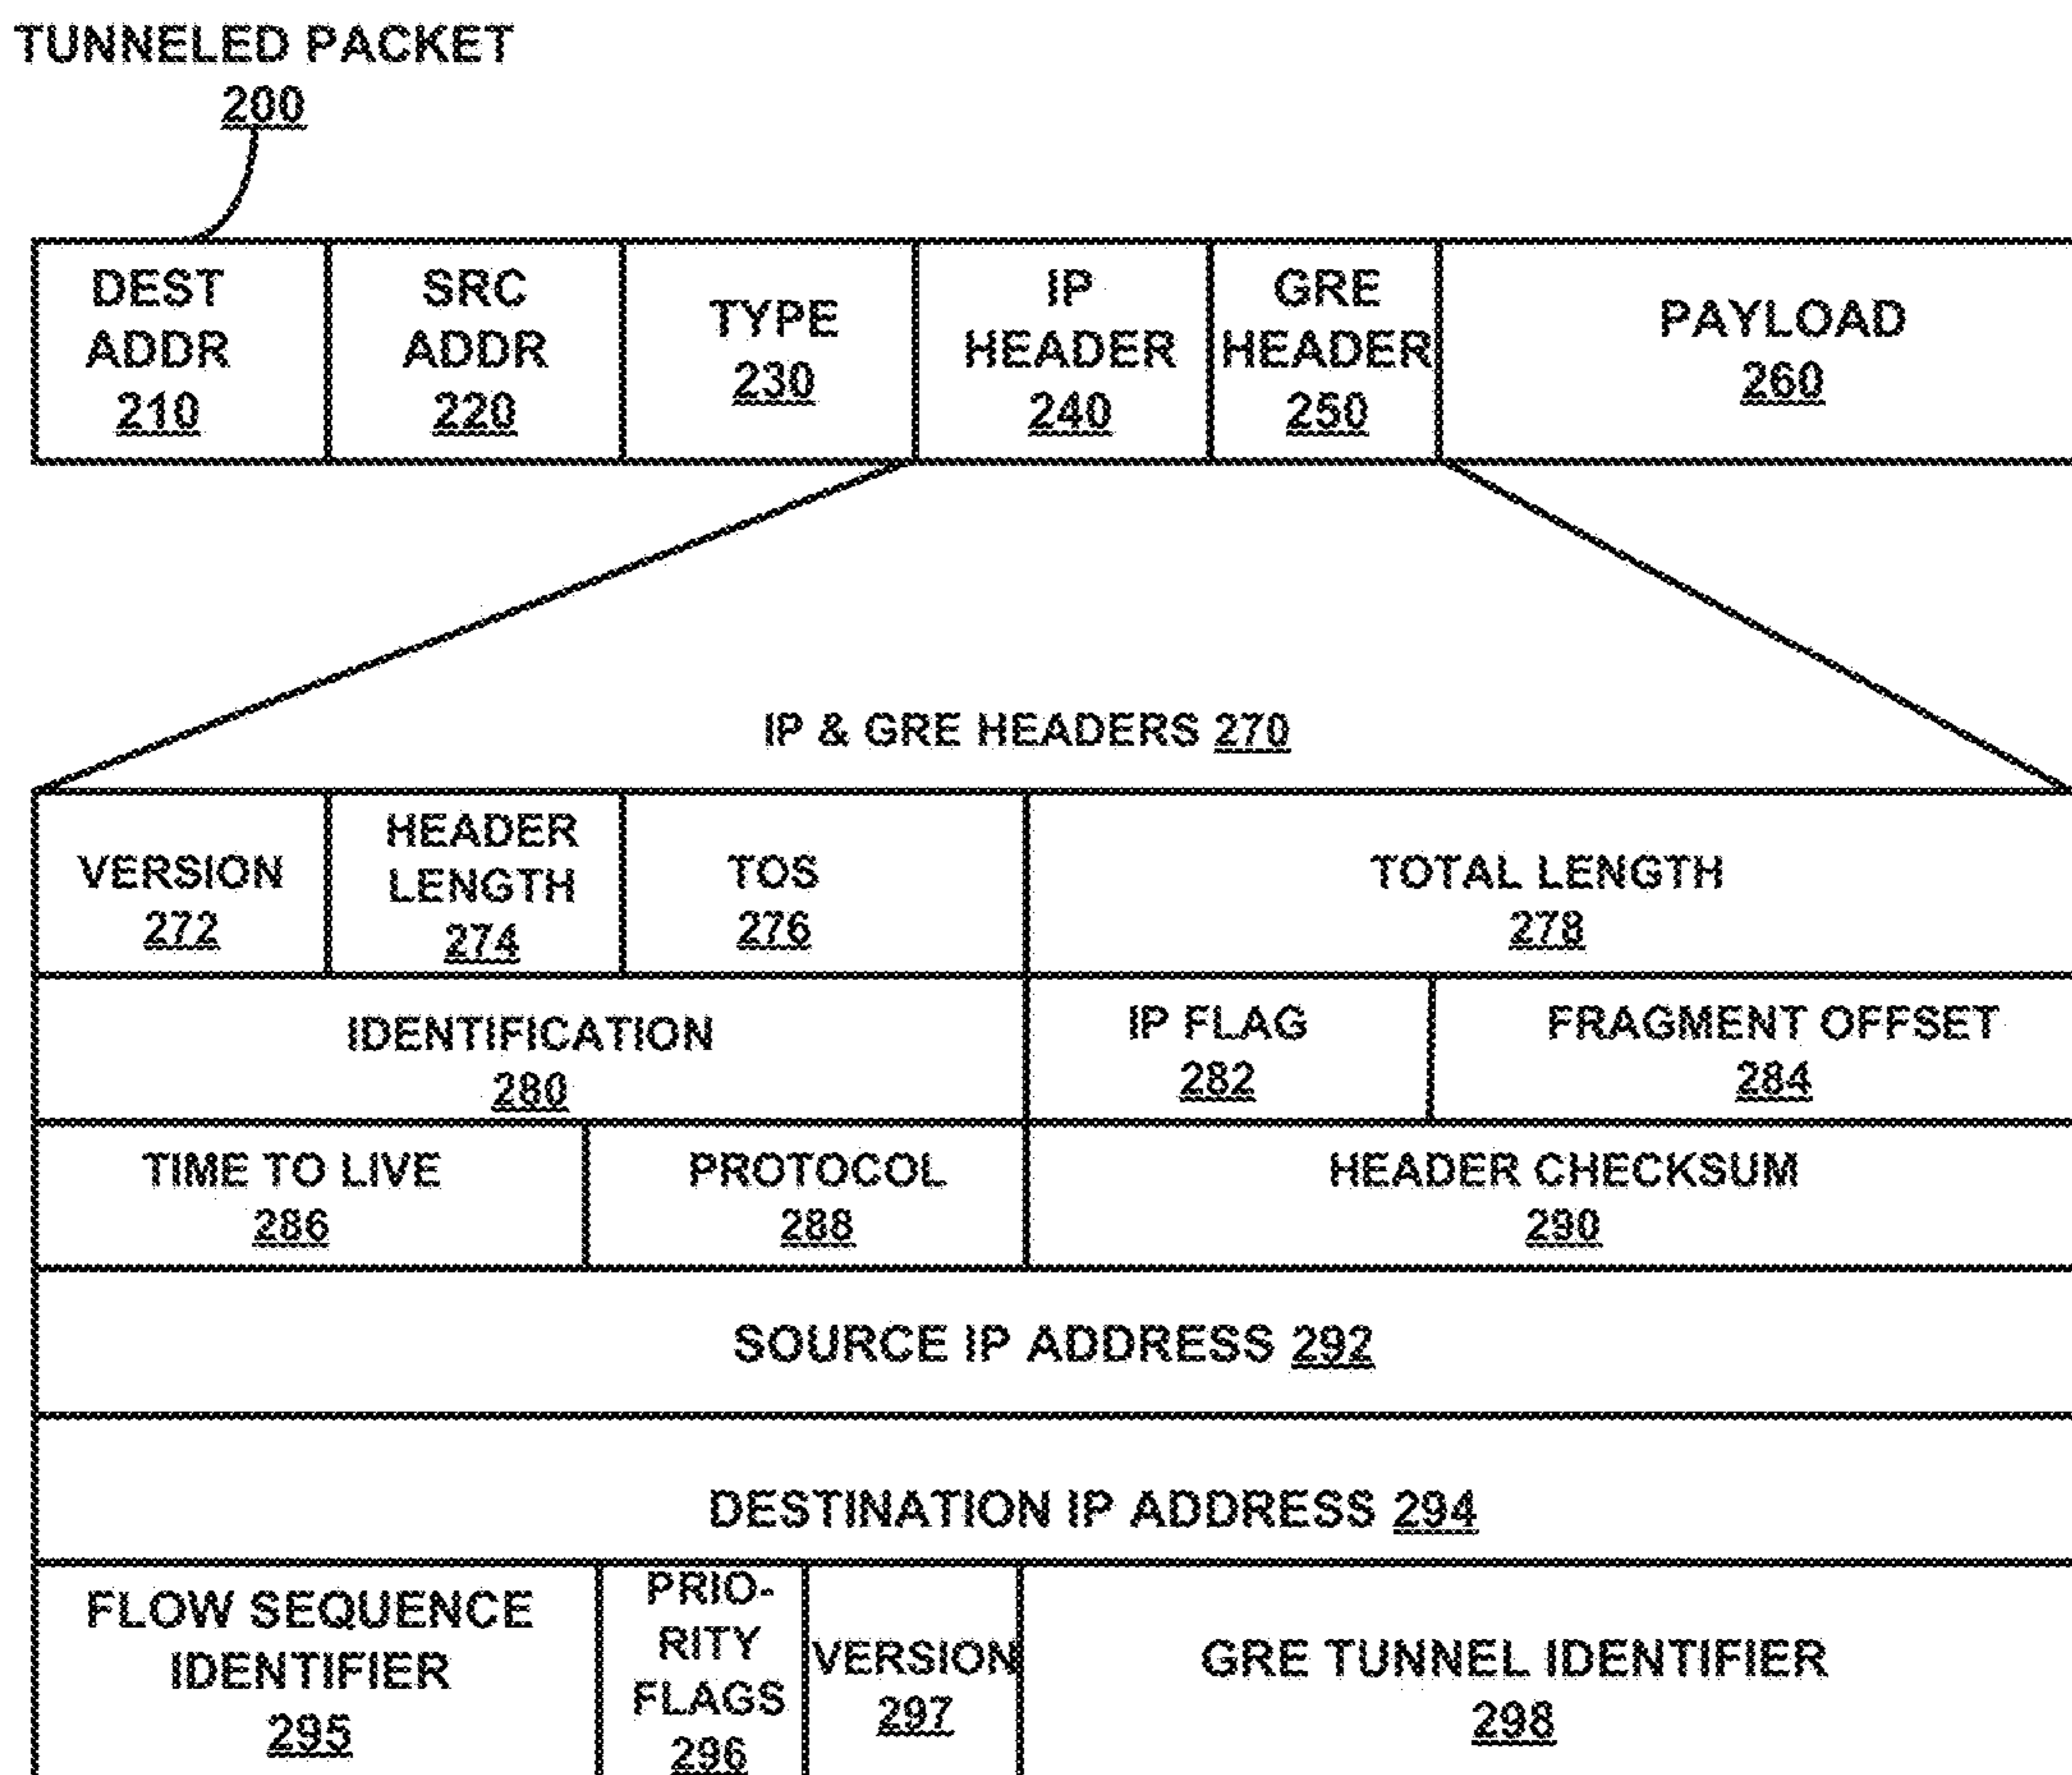 TUNNELED PACKET
200
DEST
ADDR
210
SRC
ADDR
220
TYPE
230
IP
HEADER
240
GRE
HEADER
250
PAYLOAD
260
IP & GRE HEADERS 270
VERSION
272
HEADER
LENGTH
274
TOS
276
TOTAL LENGTH
278
IDENTIFICATION
280
IP FLAG
282
FRAGMENT OFFSET
284
TIME TO LIVE
286
PROTOCOL
288
HEADER CHECKSUM
290
SOURCE IP ADDRESS 292
DESTINATION IP ADDRESS 294
FLOW SEQUENCE
IDENTIFIER
295
PRIO-
RITY
FLAGS
296
VERSION
297
GRE TUNNEL IDENTIFIER
298